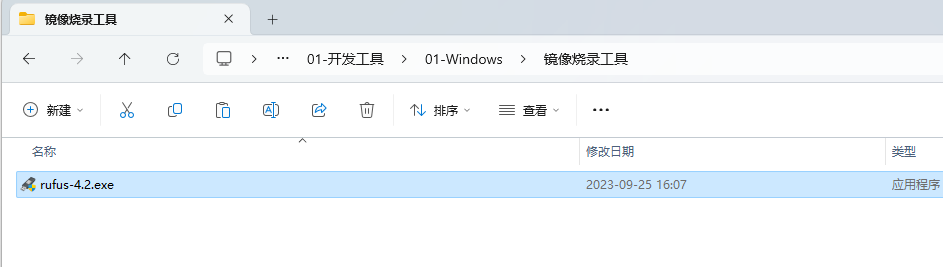 镜像烧录工具
... 01-开发工具 01-Windows 镜像烧录工具
新建 排序 查看 ...
名称 修改日期 类型
rufus-4.2.exe 2023-09-25 16:07 应用程序